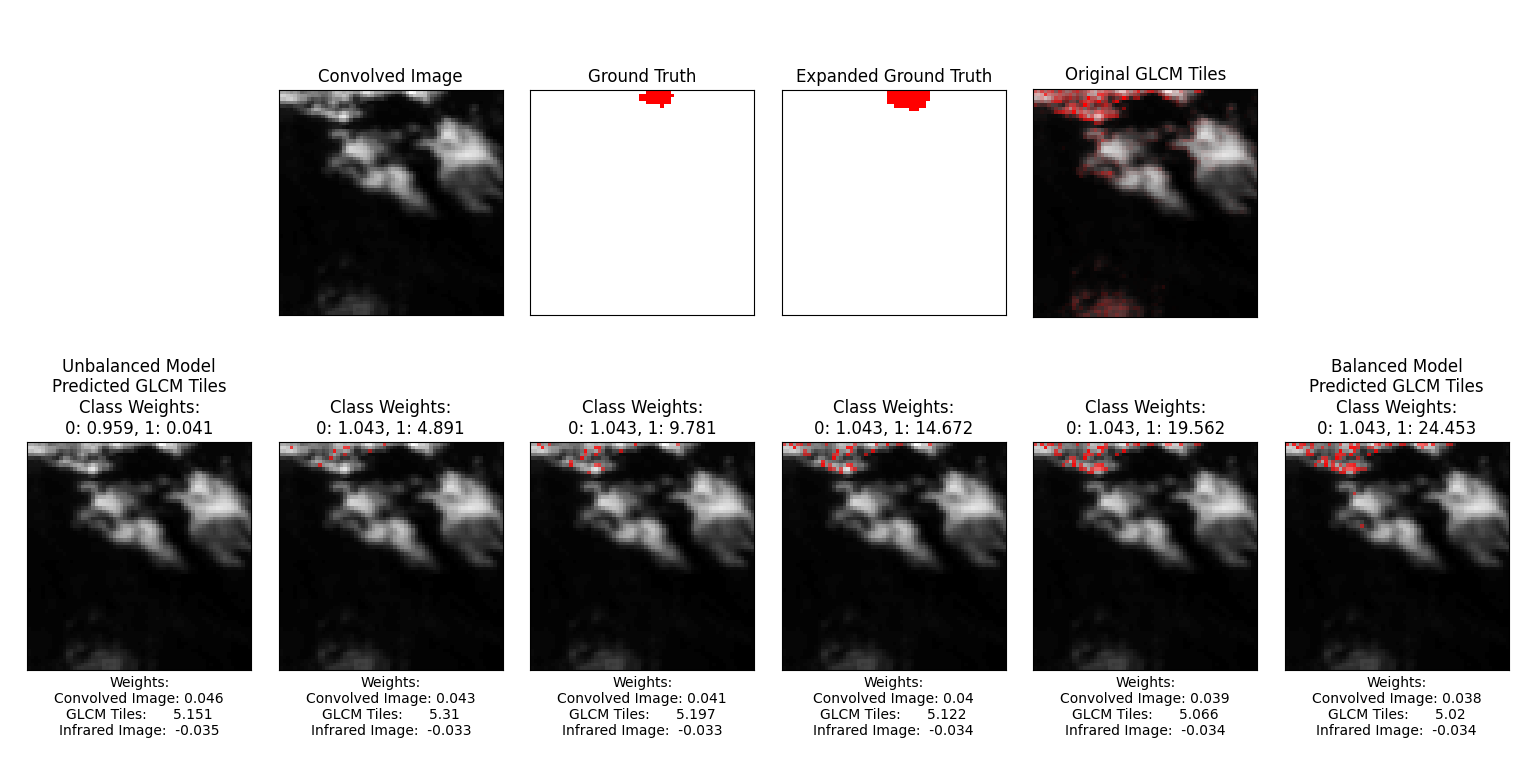 Convolved Image
Ground Truth
Expanded Ground Truth
Original GLCM Tiles
Unbalanced Model
Predicted GLCM Tiles
Class Weights:
0: 0.959, 1: 0.041
Class Weights:
0: 1.043, 1: 4.891
Class Weights:
0: 1.043, 1: 9.781
Class Weights:
0: 1.043, 1: 14.672
Class Weights:
0: 1.043, 1: 19.562
Balanced Model
Predicted GLCM Tiles
Class Weights:
0: 1.043, 1: 24.453
Weights:
Convolved Image: 0.046
GLCM Tiles: 5.151
Infrared Image: -0.035
Weights:
Convolved Image: 0.043
GLCM Tiles: 5.31
Infrared Image: -0.033
Weights:
Convolved Image: 0.041
GLCM Tiles: 5.197
Infrared Image: -0.033
Weights:
Convolved Image: 0.04
GLCM Tiles: 5.122
Infrared Image: -0.034
Weights:
Convolved Image: 0.039
GLCM Tiles: 5.066
Infrared Image: -0.034
Weights:
Convolved Image: 0.038
GLCM Tiles: 5.02
Infrared Image: -0.034